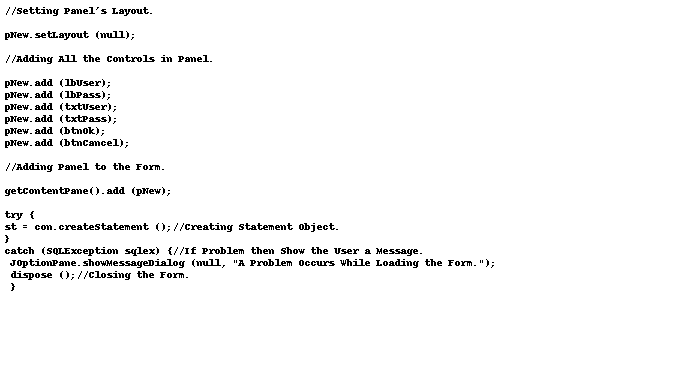 //Setting Panel's Layout.
pNew.setLayout (null);
//Adding All the Controls in Panel.
pNew.add (lbUser);
pNew.add (lbPass);
pNew.add (txtUser);
pNew.add (txtPass);
pNew.add (btnOk);
pNew.add (btnCancel);
//Adding Panel to the Form.
getContentPane().add (pNew);
try {
st = con.createStatement ();//Creating Statement Object.
}
catch (SQLException sqlex) {//If Problem then Show the User a Message.
JOptionPane.showMessageDialog (null, "A Problem Occurs While Loading the Form.");
dispose ();//Closing the Form.
}